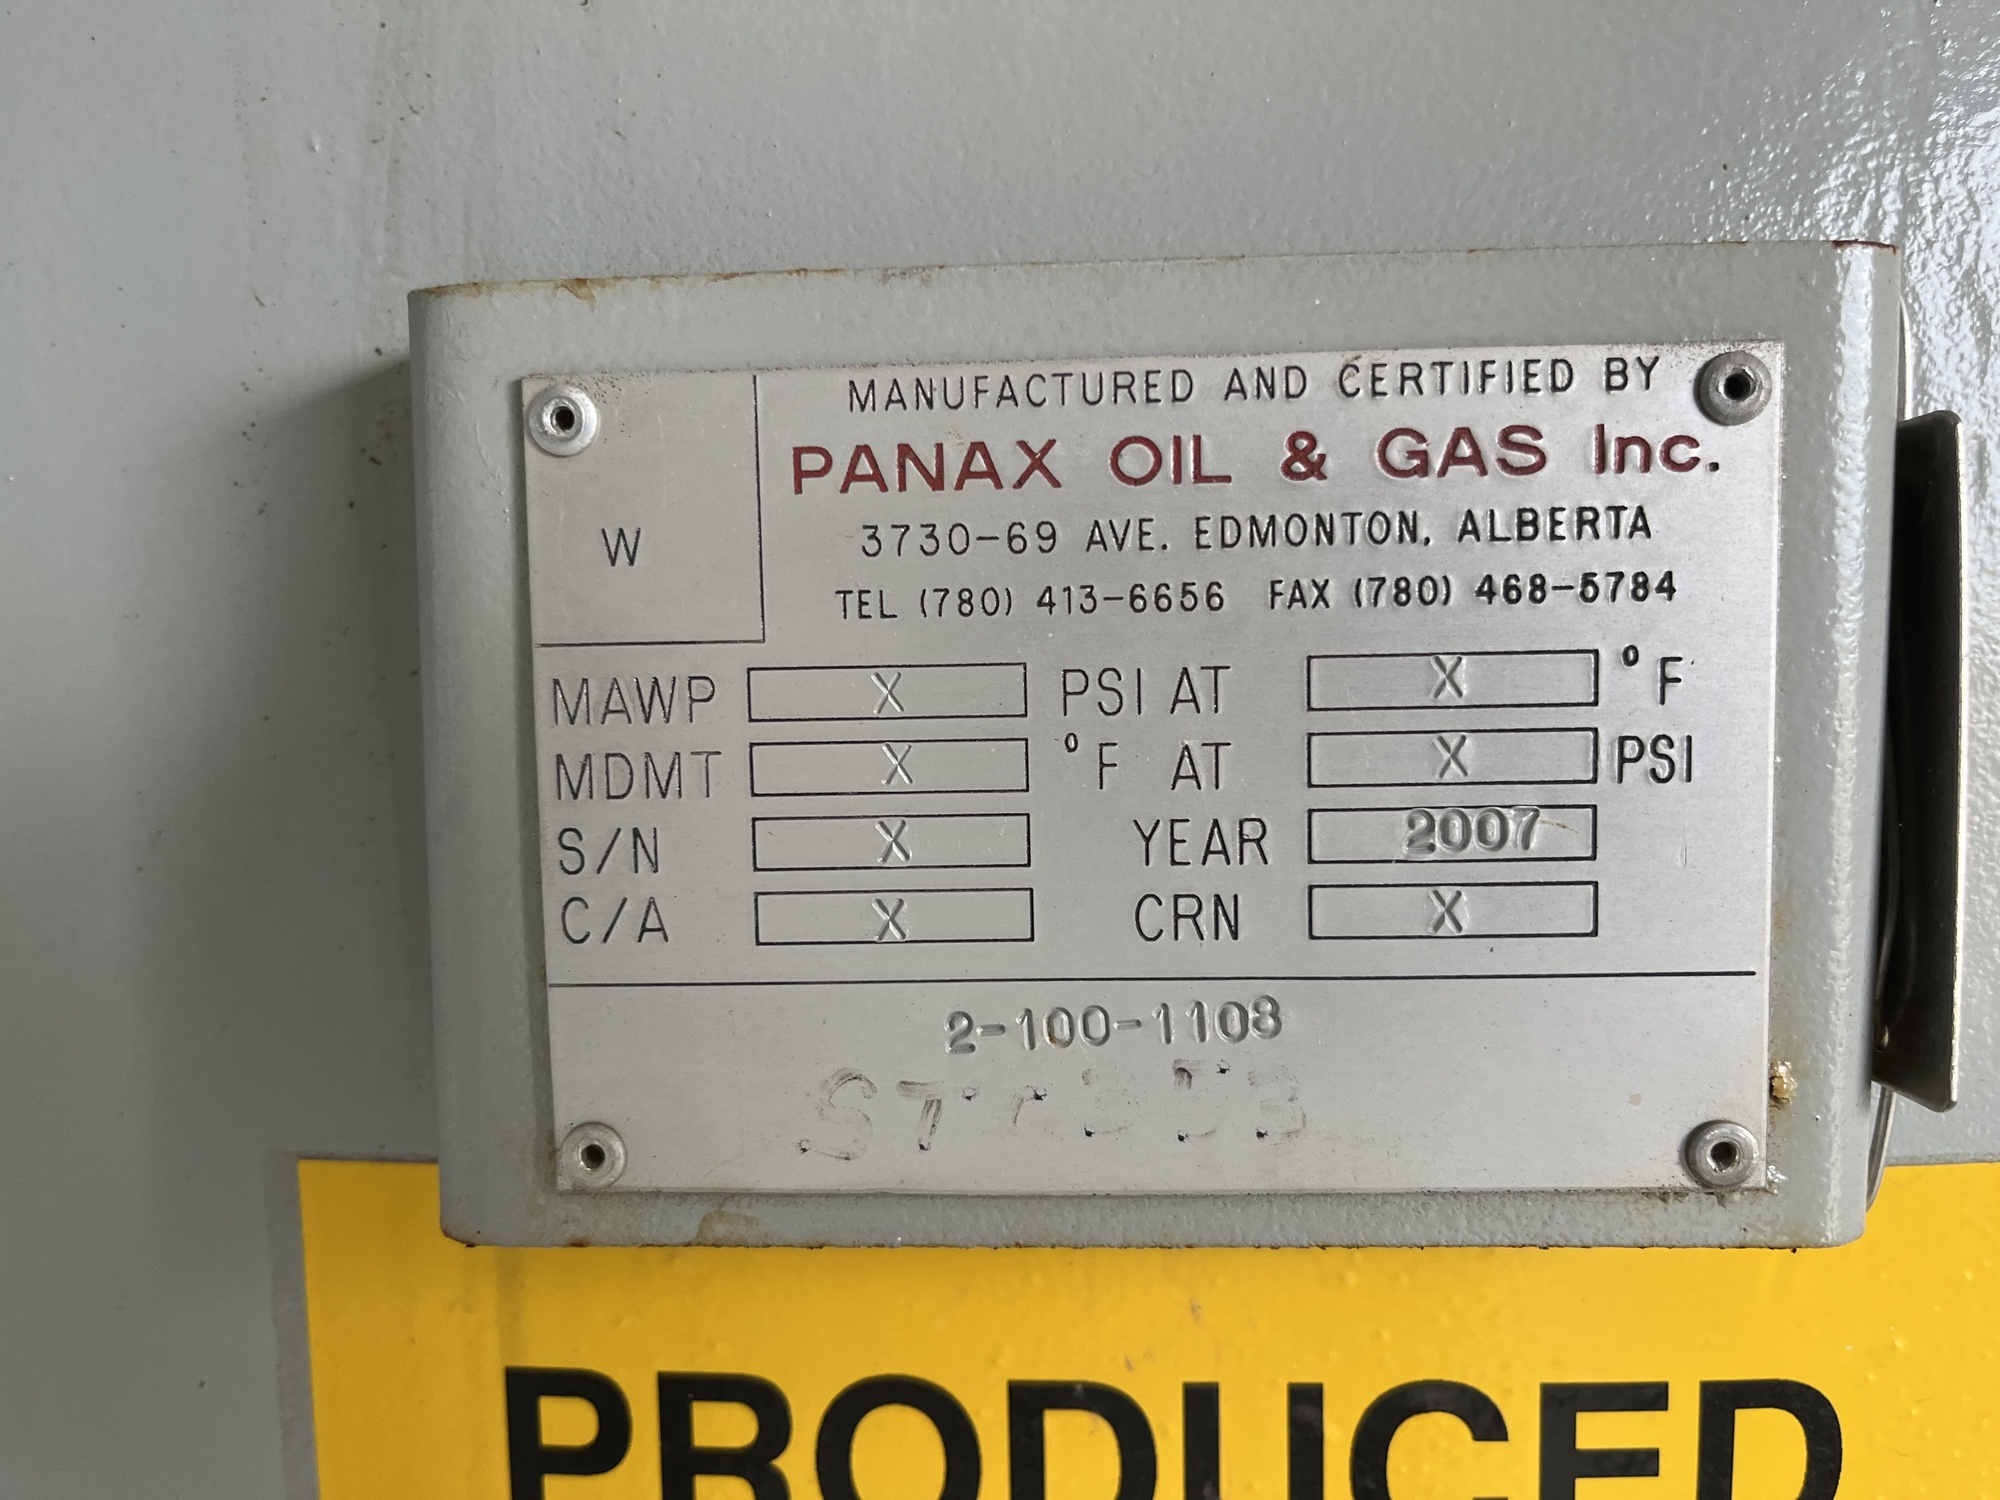 MANUFACTURED AND CERTIFIED BY
PANAX OIL & GAS Inc.
3730-69 AVE. EDMONTON, ALBERTA
TEL (780) 413-6656 FAX (780) 468-5784
W
MAWP X PSI AT X °F
MDMT X °F AT X PSI
S/N X YEAR 2007
C/A X CRN X
2-100-1108
PRODUCED